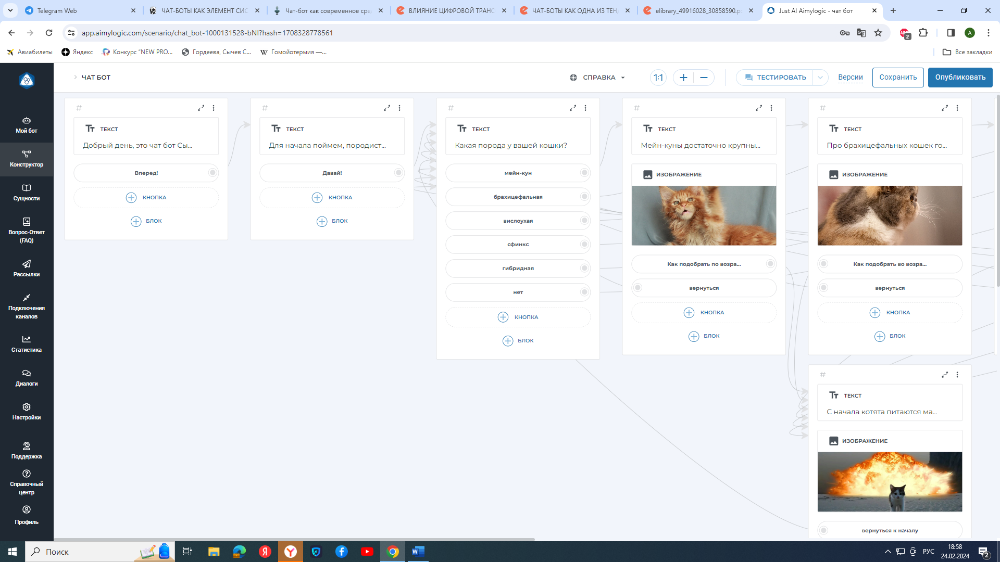 Telegram Web
ЧАТ-БОТЫ КАК ЭЛЕМЕНТ СИС
Чат-бот как современное сре
ВЛИЯНИЕ ЦИФРОВОЙ ТРАНС
ЧАТ-БОТЫ КАК ОДНА ИЗ ТЕН
elibrary_49916028_30858590.p
Just AI Aimylogic - чат бот
app.aimylogic.com/scenario/chat_bot-1000131528-bNI?hash=1708328778561
2
A
Авиабилеты
Яндекс
Конкурс “NEW PRO...
Гордеева, Сычев С...
Гомойотермия —...
Все закладки
ЧАТ БОТ
СПРАВКА
1:1
ТЕСТИРОВАТЬ
Версии
Сохранить
Опубликовать
Мой бот
Конструктор
Сущности
Вопрос-Ответ
(FAQ)
Рассылки
Подключения
каналов
Статистика
Диалоги
Настройки
Поддержка
Справочный
центр
Профиль
#
ТЕКСТ
Добрый день, это чат бот Сы...
Вперед!
КНОПКА
БЛОК
#
ТЕКСТ
Для начала поймем, породист...
Давай!
КНОПКА
БЛОК
#
ТЕКСТ
Какая порода у вашей кошки?
мейн-кун
брахицефальная
вислоухая
сфинкс
гибридная
нет
КНОПКА
БЛОК
#
ТЕКСТ
Мейн-куны достаточно крупны...
ИЗОБРАЖЕНИЕ
Как подобрать по возра...
вернуться
КНОПКА
БЛОК
#
ТЕКСТ
Про брахицефальных кошек го...
ИЗОБРАЖЕНИЕ
Как подобрать во возра...
вернуться
КНОПКА
БЛОК
#
ТЕКСТ
С начала котята питаются ма...
ИЗОБРАЖЕНИЕ
вернуться к началу
Поиск
РУС
18:58
24.02.2024
2